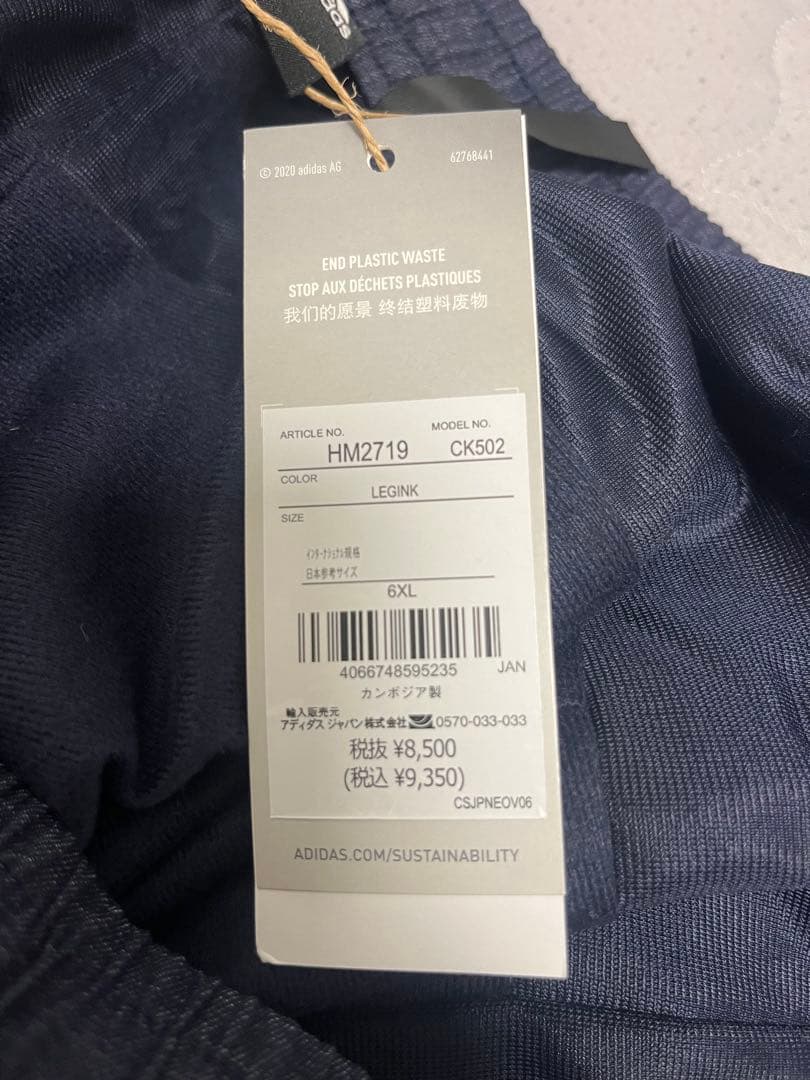 adidas
© 2020 adidas AG 62768441
END PLASTIC WASTE
STOP AUX DÉCHETS PLASTIQUES
我们的愿景 终结塑料废物
ARTICLE NO. MODEL NO.
HM2719 CK502
COLOR
LEGINK
SIZE
インターナショナル規格
日本参考サイズ
6XL
4066748595235 JAN
カンボジア製
輸入販売元
アディダス ジャパン株式会社 0570-033-033
税抜 ¥8,500
(税込 ¥9,350)
CSJPNEOV06
ADIDAS.COM/SUSTAINABILITY